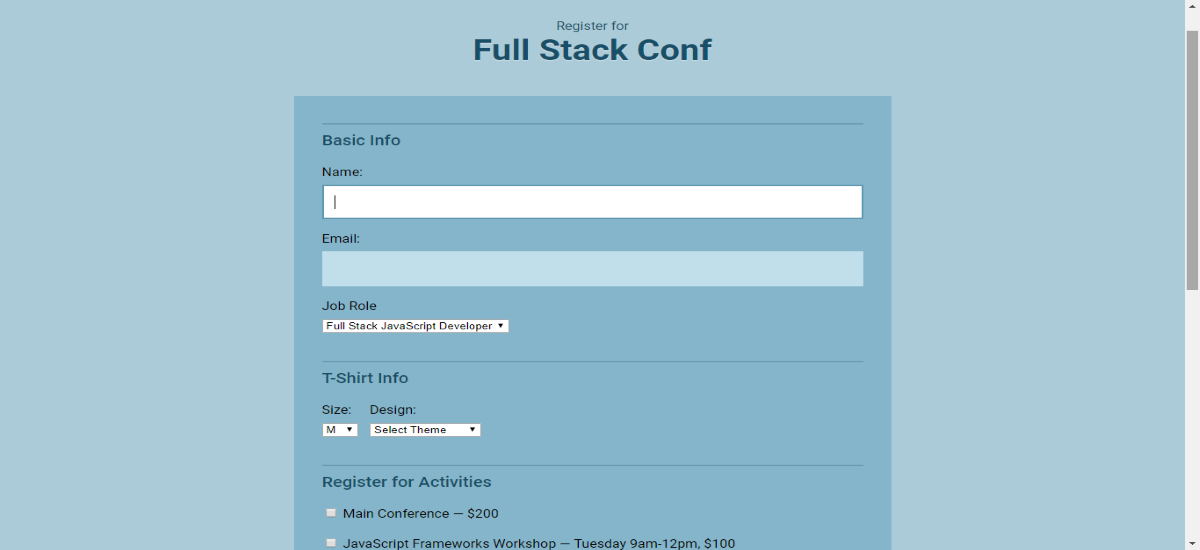 Register for
Full Stack Conf
Basic Info
Name:
Email:
Job Role
Full Stack JavaScript Developer
T-Shirt Info
Size: Design:
M Select Theme
Register for Activities
Main Conference — $200
JavaScript Frameworks Workshop — Tuesday 9am-12pm, $100